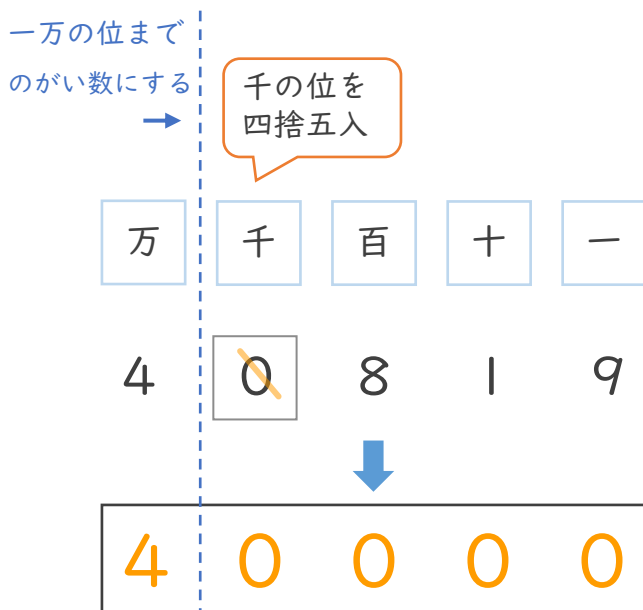 一万の位まで
のがい数にする
千の位を
四捨五入
万 千 百 十 一
4 0 8 1 9
4 0 0 0 0